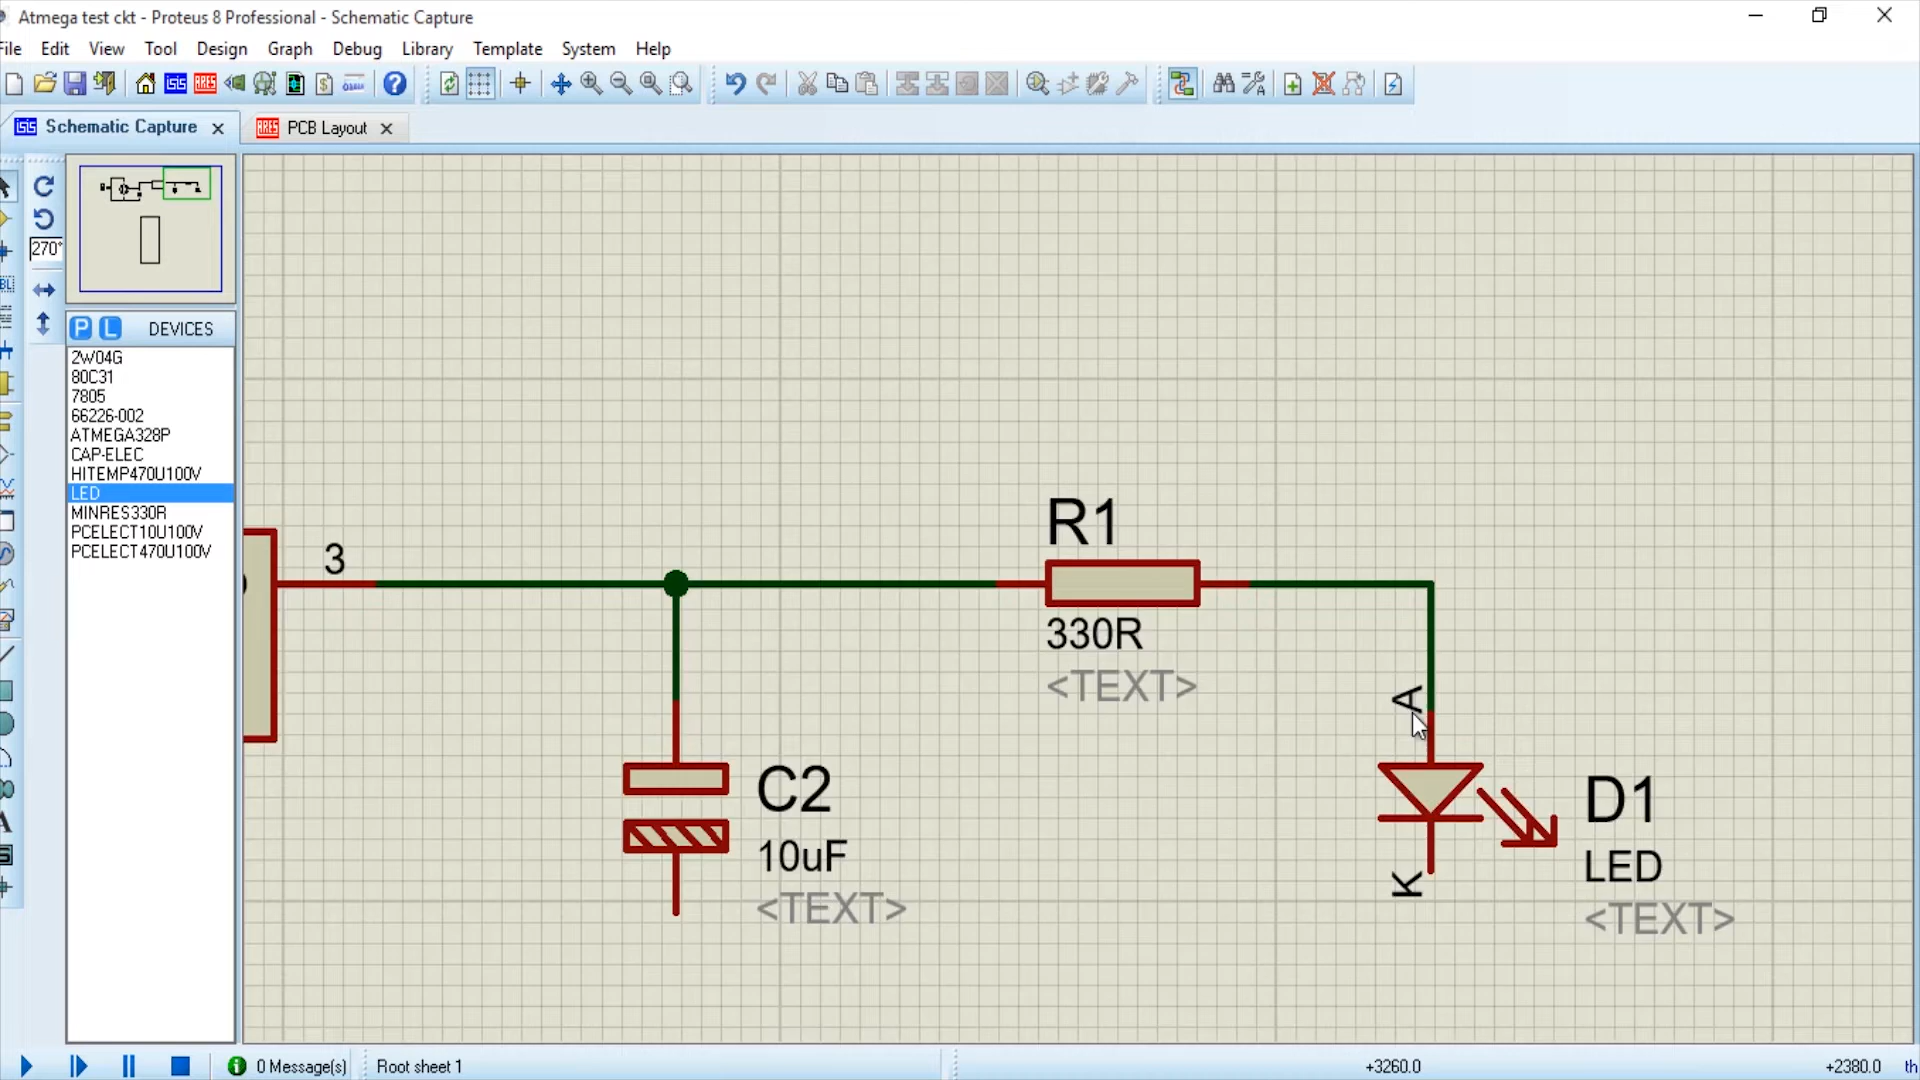 Atmega test ckt - Proteus 8 Professional - Schematic Capture
File Edit View Tool Design Graph Debug Library Template System Help
Schematic Capture PCB Layout
270°
P L DEVICES
2W04G
80C31
7805
66226-002
ATMEGA328P
CAP-ELEC
HITEMP470U100V
LED
MINRES330R
PCELECT10U100V
PCELECT470U100V
3
R1
330R
<TEXT>
A
C2
10uF
<TEXT>
D1
LED
<TEXT>
K
0 Message(s) Root sheet 1 +3260.0 +2380.0 th